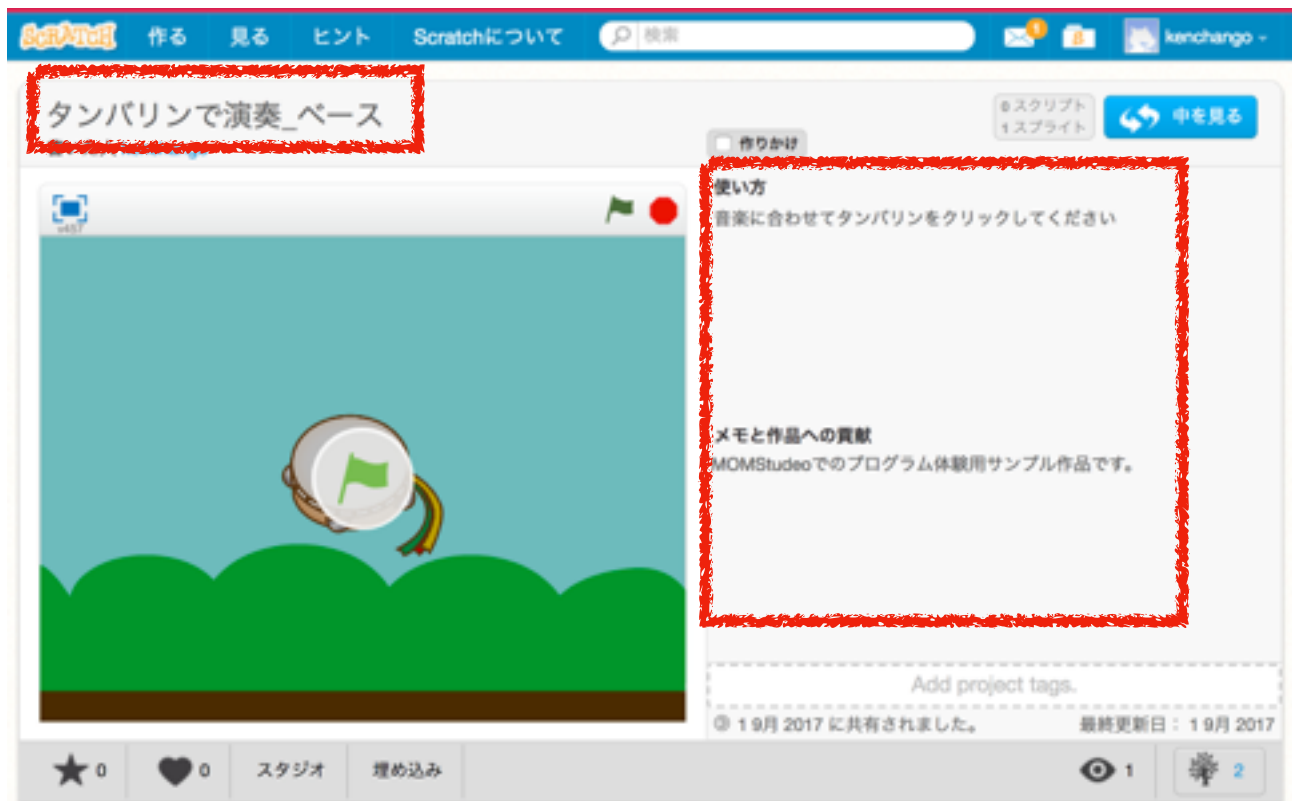 SCRATCH 作る 見る ヒント Scratchについて 検索 1 kenchango
タンバリンで演奏_ベース
0 スクリプト
1 スプライト
中を見る
作りかけ
v457
使い方
音楽に合わせてタンバリンをクリックしてください
メモと作品への貢献
MOMStudeoでのプログラム体験用サンプル作品です。
Add project tags.
1 9月 2017 に共有されました。 最終更新日： 1 9月 2017
0 0 スタジオ 埋め込み 1 2